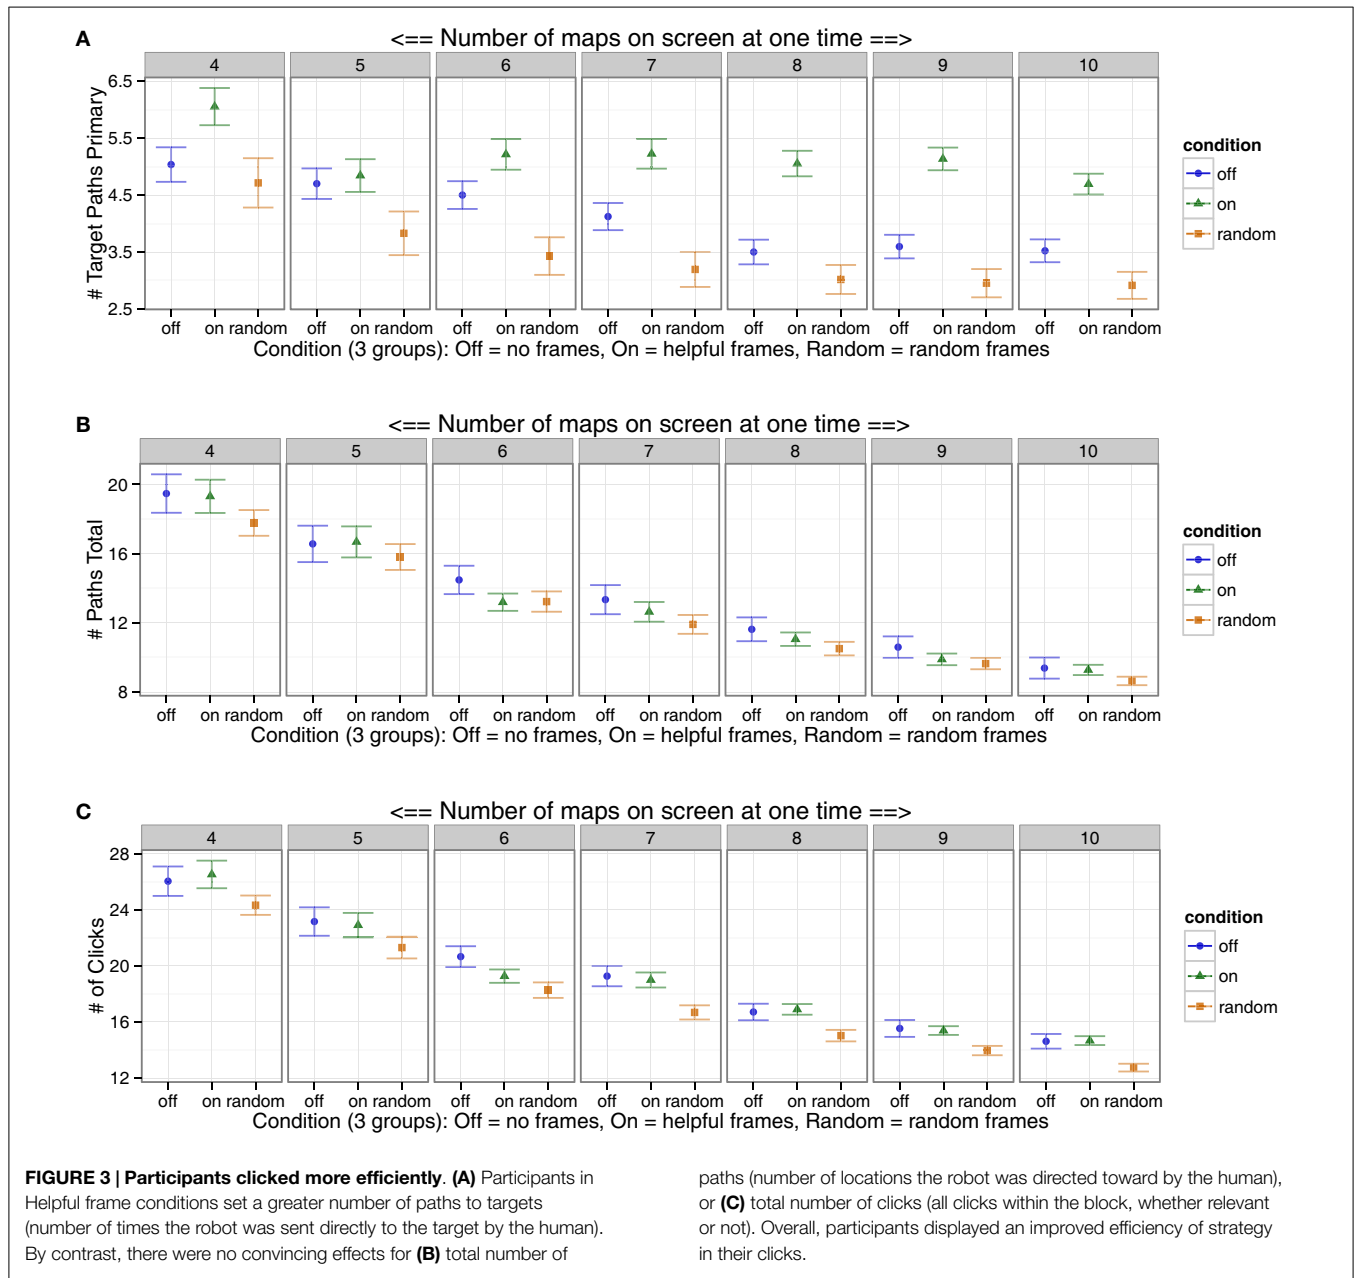 A
<== Number of maps on screen at one time ==>
4 5 6 7 8 9 10
# Target Paths Primary
6.5
5.5
4.5
3.5
2.5
off on random off on random off on random off on random off on random off on random off on random
Condition (3 groups): Off = no frames, On = helpful frames, Random = random frames
condition
off
on
random
B
<== Number of maps on screen at one time ==>
4 5 6 7 8 9 10
# Paths Total
20
16
12
8
off on random off on random off on random off on random off on random off on random off on random
Condition (3 groups): Off = no frames, On = helpful frames, Random = random frames
condition
off
on
random
C
<== Number of maps on screen at one time ==>
4 5 6 7 8 9 10
# of Clicks
28
24
20
16
12
off on random off on random off on random off on random off on random off on random off on random
Condition (3 groups): Off = no frames, On = helpful frames, Random = random frames
condition
off
on
random
FIGURE 3 | Participants clicked more efficiently. (A) Participants in
Helpful frame conditions set a greater number of paths to targets
(number of times the robot was sent directly to the target by the human).
By contrast, there were no convincing effects for (B) total number of
paths (number of locations the robot was directed toward by the human),
or (C) total number of clicks (all clicks within the block, whether relevant
or not). Overall, participants displayed an improved efficiency of strategy
in their clicks.